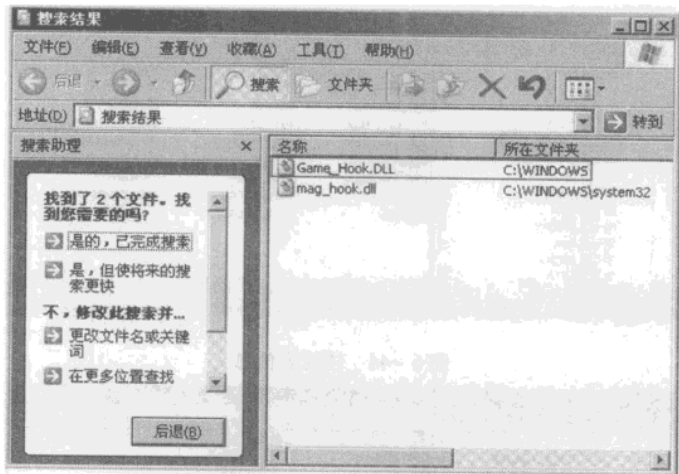 搜索结果
文件(F) 编辑(E) 查看(V) 收藏(A) 工具(T) 帮助(H)
后退 搜索 文件夹
地址(D) 搜索结果 转到
搜索助理 名称 所在文件夹
Game_Hook.DLL C:\WINDOWS
mag_hook.dll C:\WINDOWS\system32
找到了 2 个文件。找
到您需要的吗?
是的，已完成搜索
是，但使将来的搜
索更快
不，修改此搜索并...
更改文件名或关键
词
在更多位置查找
后退(B)